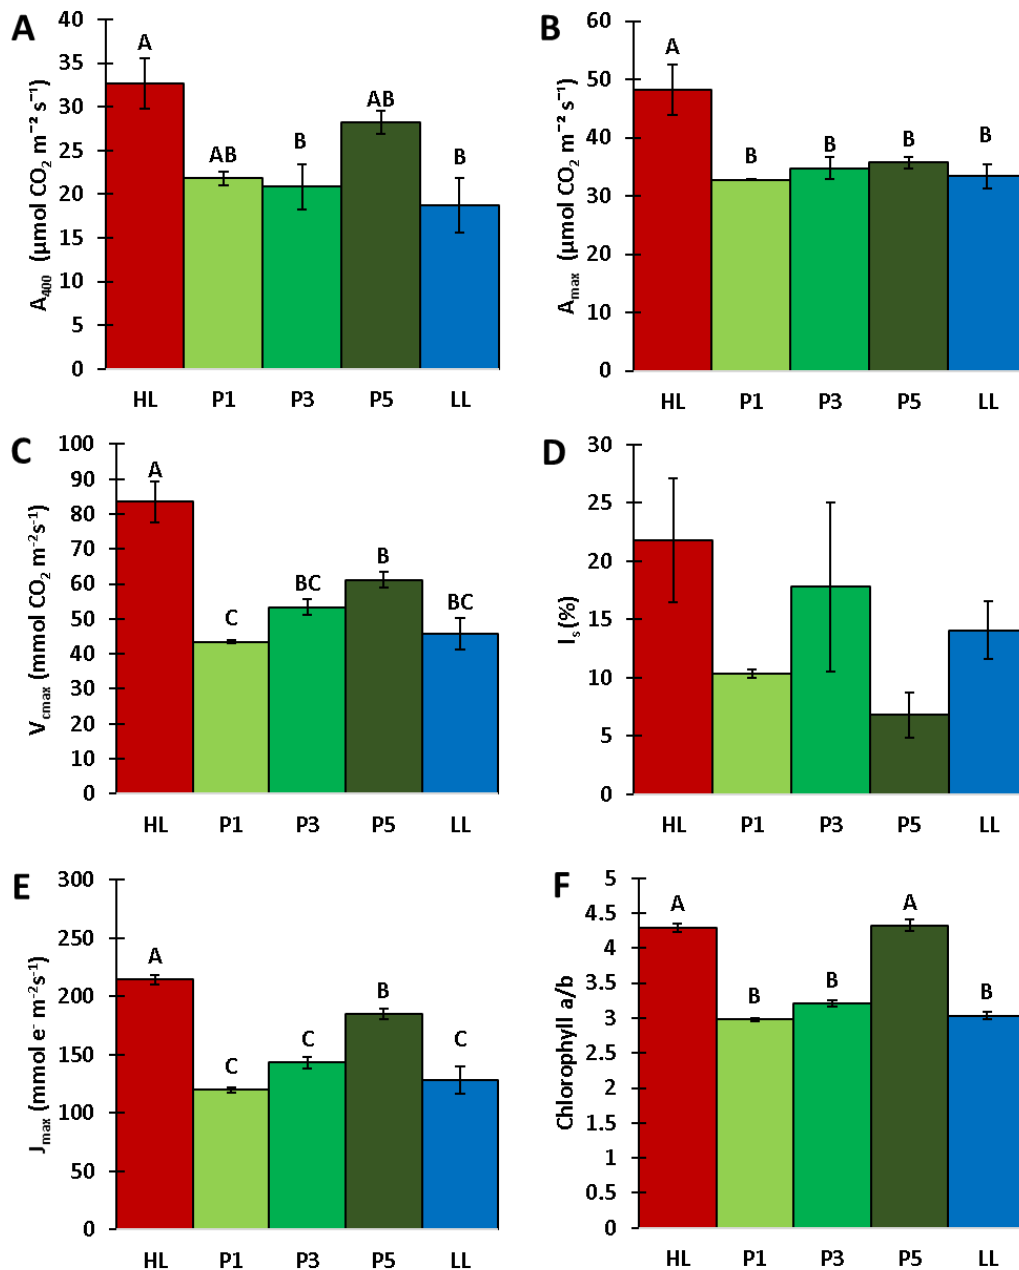 A
A₄₀₀ (µmol CO₂ m⁻² s⁻¹)
40
35
30
25
20
15
10
5
0
A
AB
B
AB
B
HL P1 P3 P5 LL
B
Amax (µmol CO₂ m⁻² s⁻¹)
60
50
40
30
20
10
0
A
B
B
B
B
HL P1 P3 P5 LL
C
Vcmax (mmol CO₂ m⁻²s⁻¹)
100
90
80
70
60
50
40
30
20
10
0
A
C
BC
B
BC
HL P1 P3 P5 LL
D
Is (%)
30
25
20
15
10
5
0
HL P1 P3 P5 LL
E
Jmax (mmol e⁻ m⁻²s⁻¹)
300
250
200
150
100
50
0
A
C
C
B
C
HL P1 P3 P5 LL
F
Chlorophyll a/b
5
4.5
4
3.5
3
2.5
2
1.5
1
0.5
0
A
B
B
A
B
HL P1 P3 P5 LL